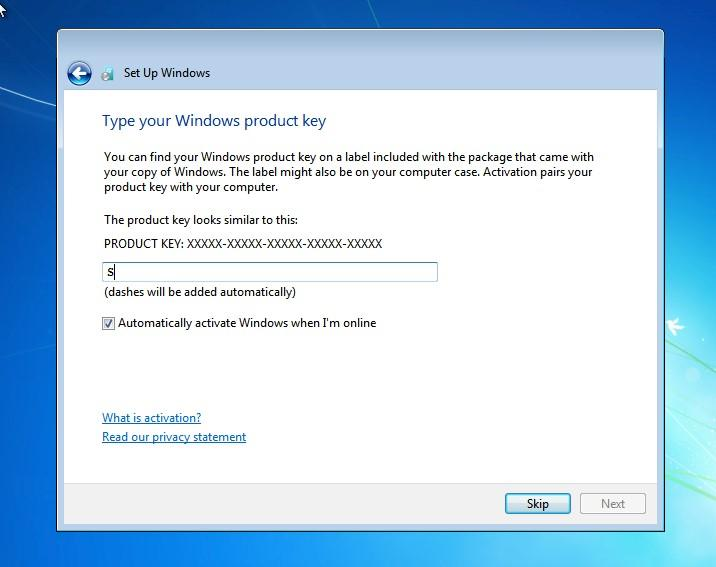 Set Up Windows
Type your Windows product key
You can find your Windows product key on a label included with the package that came with
your copy of Windows. The label might also be on your computer case. Activation pairs your
product key with your computer.
The product key looks similar to this:
PRODUCT KEY: XXXXX-XXXXX-XXXXX-XXXXX-XXXXX
S
(dashes will be added automatically)
Automatically activate Windows when I'm online
What is activation?
Read our privacy statement
Skip Next